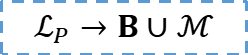 ℒ_P → 𝐁 ∪ ℳ